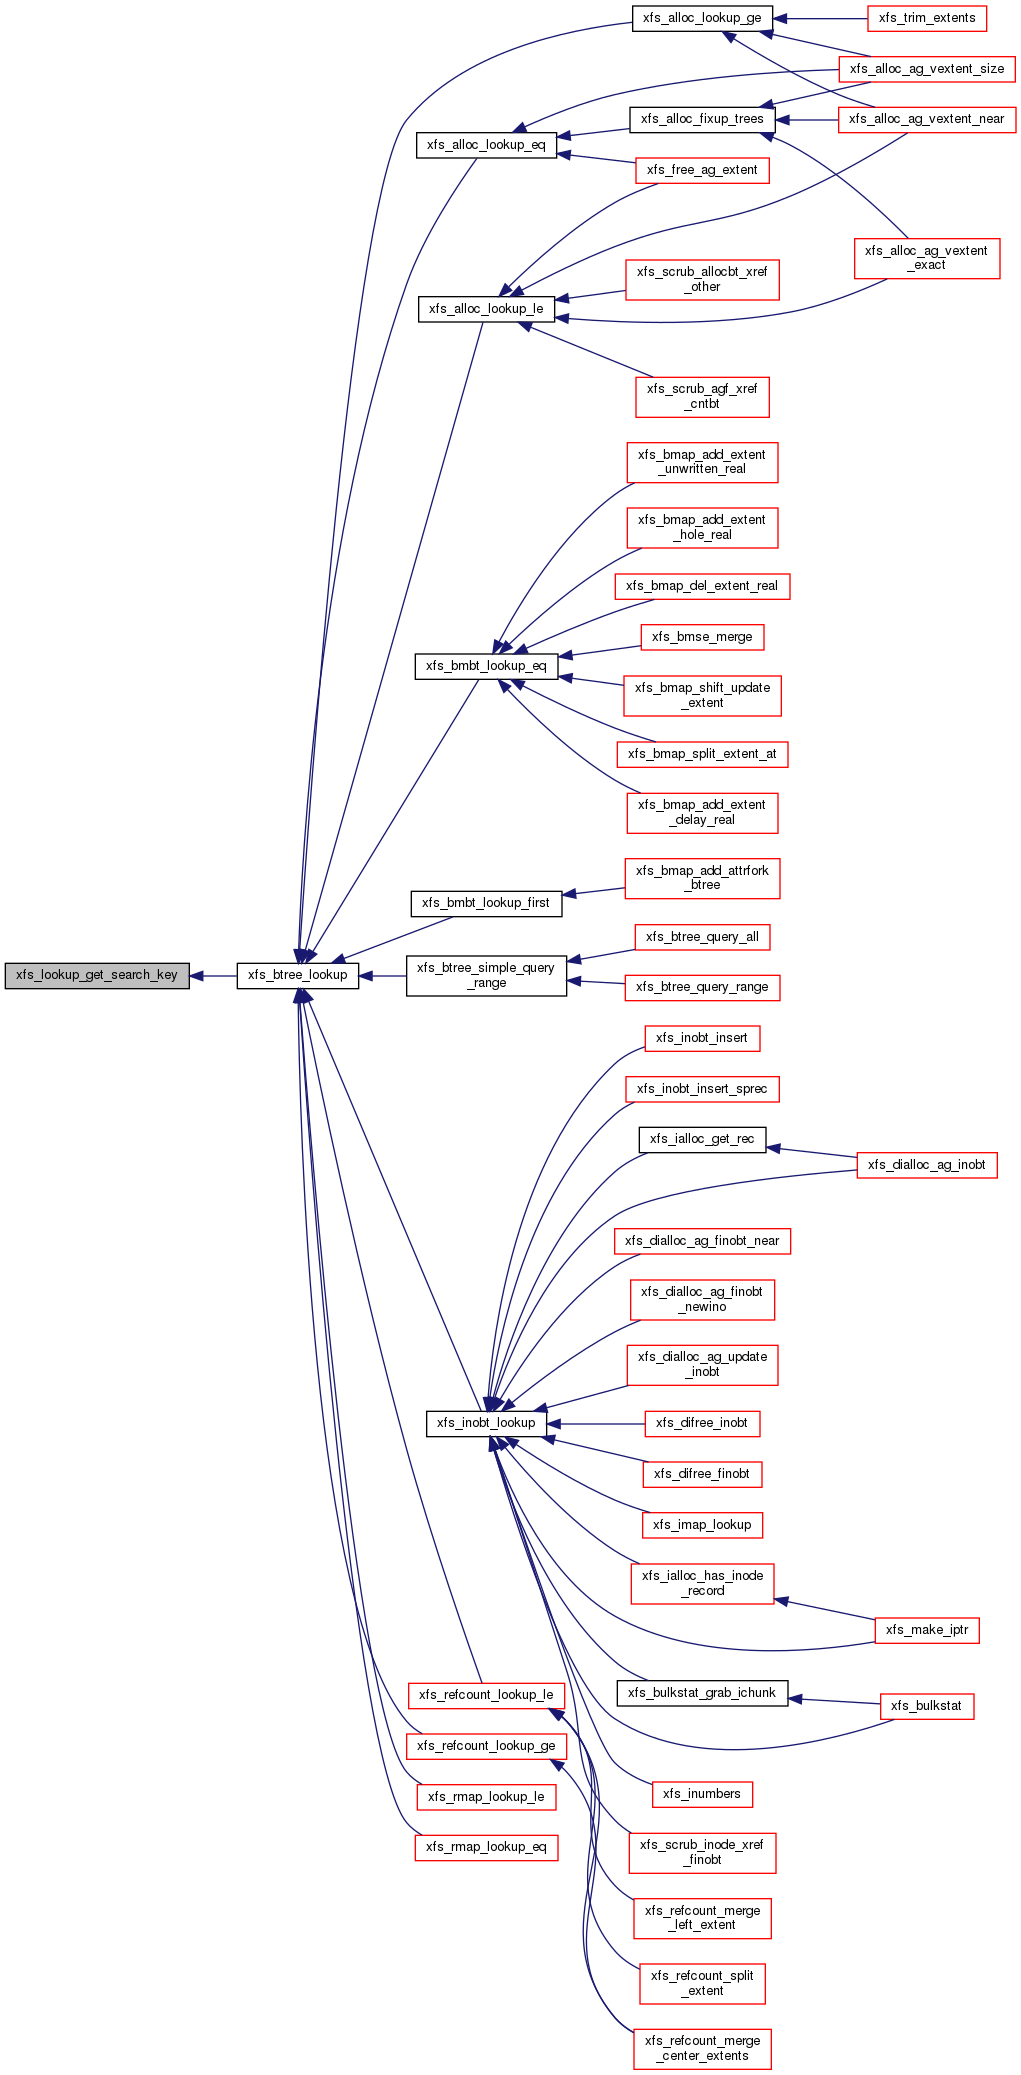 xfs_alloc_lookup_ge
xfs_trim_extents
xfs_alloc_ag_vextent_size
xfs_alloc_fixup_trees
xfs_alloc_ag_vextent_near
xfs_alloc_lookup_eq
xfs_free_ag_extent
xfs_alloc_ag_vextent
_exact
xfs_scrub_allocbt_xref
_other
xfs_alloc_lookup_le
xfs_scrub_agf_xref
_cntbt
xfs_bmap_add_extent
_unwritten_real
xfs_bmap_add_extent
_hole_real
xfs_bmap_del_extent_real
xfs_bmse_merge
xfs_bmbt_lookup_eq
xfs_bmap_shift_update
_extent
xfs_bmap_split_extent_at
xfs_bmap_add_extent
_delay_real
xfs_bmap_add_attrfork
_btree
xfs_bmbt_lookup_first
xfs_btree_query_all
xfs_lookup_get_search_key
xfs_btree_lookup
xfs_btree_simple_query
_range
xfs_btree_query_range
xfs_inobt_insert
xfs_inobt_insert_sprec
xfs_ialloc_get_rec
xfs_dialloc_ag_inobt
xfs_dialloc_ag_finobt_near
xfs_dialloc_ag_finobt
_newino
xfs_dialloc_ag_update
_inobt
xfs_inobt_lookup
xfs_difree_inobt
xfs_difree_finobt
xfs_imap_lookup
xfs_ialloc_has_inode
_record
xfs_make_iptr
xfs_bulkstat_grab_ichunk
xfs_bulkstat
xfs_refcount_lookup_le
xfs_refcount_lookup_ge
xfs_rmap_lookup_le
xfs_inumbers
xfs_rmap_lookup_eq
xfs_scrub_inode_xref
_finobt
xfs_refcount_merge
_left_extent
xfs_refcount_split
_extent
xfs_refcount_merge
_center_extents